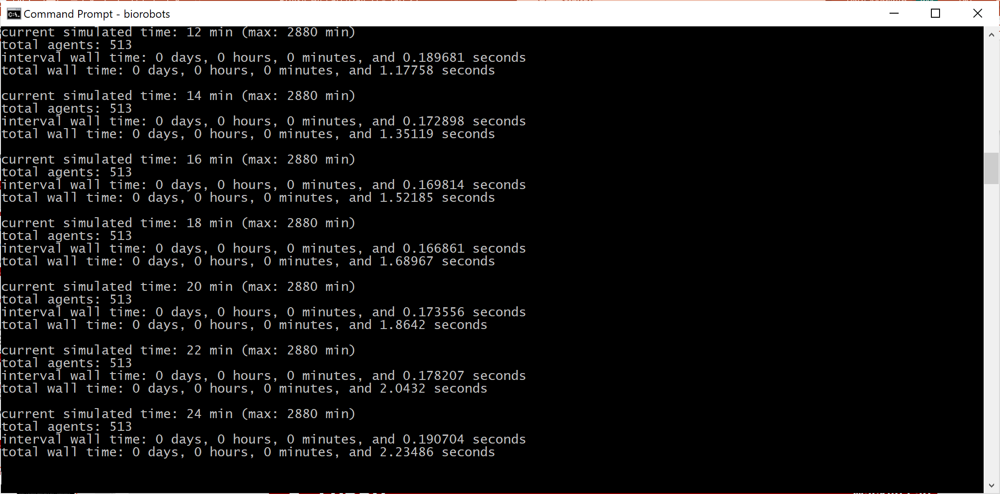 Command Prompt - biorobots
current simulated time: 12 min (max: 2880 min)
total agents: 513
interval wall time: 0 days, 0 hours, 0 minutes, and 0.189681 seconds
total wall time: 0 days, 0 hours, 0 minutes, and 1.17758 seconds
current simulated time: 14 min (max: 2880 min)
total agents: 513
interval wall time: 0 days, 0 hours, 0 minutes, and 0.172898 seconds
total wall time: 0 days, 0 hours, 0 minutes, and 1.35119 seconds
current simulated time: 16 min (max: 2880 min)
total agents: 513
interval wall time: 0 days, 0 hours, 0 minutes, and 0.169814 seconds
total wall time: 0 days, 0 hours, 0 minutes, and 1.52185 seconds
current simulated time: 18 min (max: 2880 min)
total agents: 513
interval wall time: 0 days, 0 hours, 0 minutes, and 0.166861 seconds
total wall time: 0 days, 0 hours, 0 minutes, and 1.68967 seconds
current simulated time: 20 min (max: 2880 min)
total agents: 513
interval wall time: 0 days, 0 hours, 0 minutes, and 0.173556 seconds
total wall time: 0 days, 0 hours, 0 minutes, and 1.8642 seconds
current simulated time: 22 min (max: 2880 min)
total agents: 513
interval wall time: 0 days, 0 hours, 0 minutes, and 0.178207 seconds
total wall time: 0 days, 0 hours, 0 minutes, and 2.0432 seconds
current simulated time: 24 min (max: 2880 min)
total agents: 513
interval wall time: 0 days, 0 hours, 0 minutes, and 0.190704 seconds
total wall time: 0 days, 0 hours, 0 minutes, and 2.23486 seconds